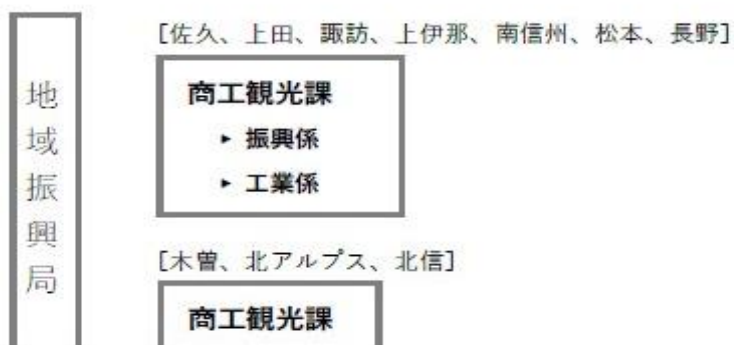 地域振興局
[佐久、上田、諏訪、上伊那、南信州、松本、長野]
商工観光課
▸ 振興係
▸ 工業係
[木曽、北アルプス、北信]
商工観光課